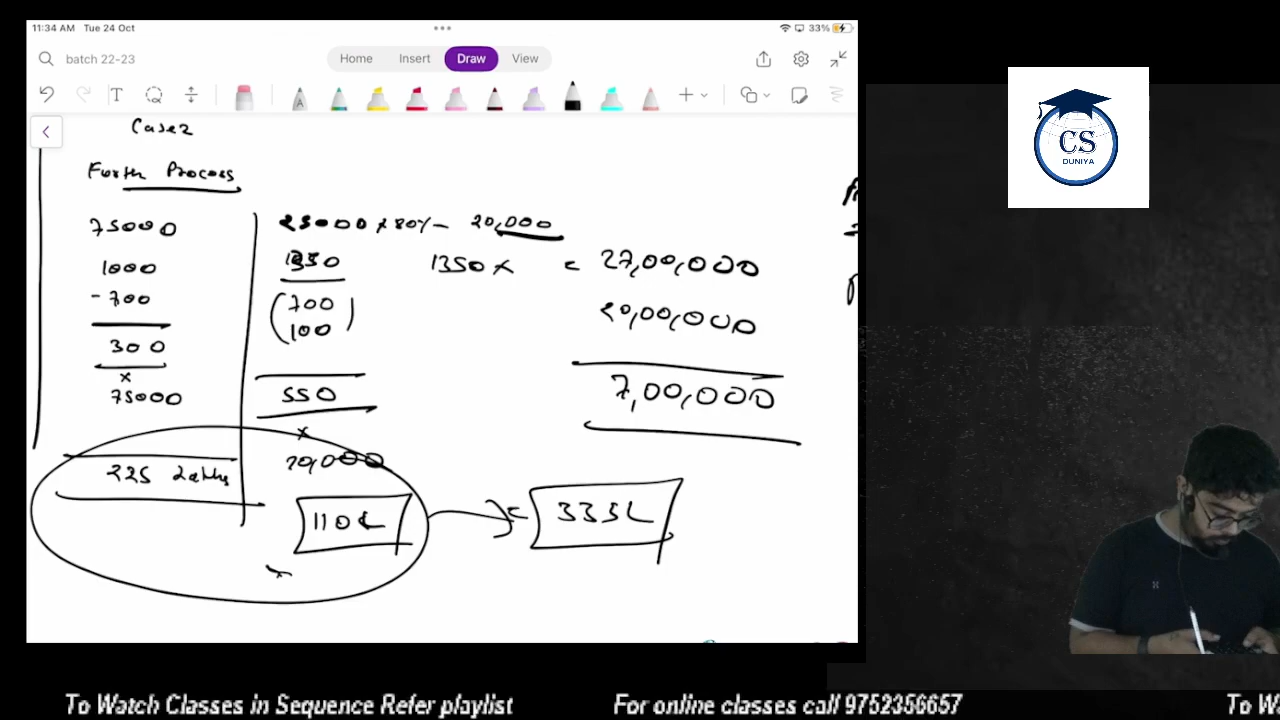 11:34 AM Tue 24 Oct
33%
batch 22-23
Home Insert Draw View
T
A
Case 2
Furth Process
75000
1000
-700
300
x
75000
225 Lakhs
25000 x 80% - 20,000
1350
(700
100)
550
x
20,000
110L
x
1350 x = 27,00,000
20,00,000
7,00,000
= 335L
CS
DUNIYA
To Watch Classes in Sequence Refer playlist
For online classes call 9752356657
To Wa